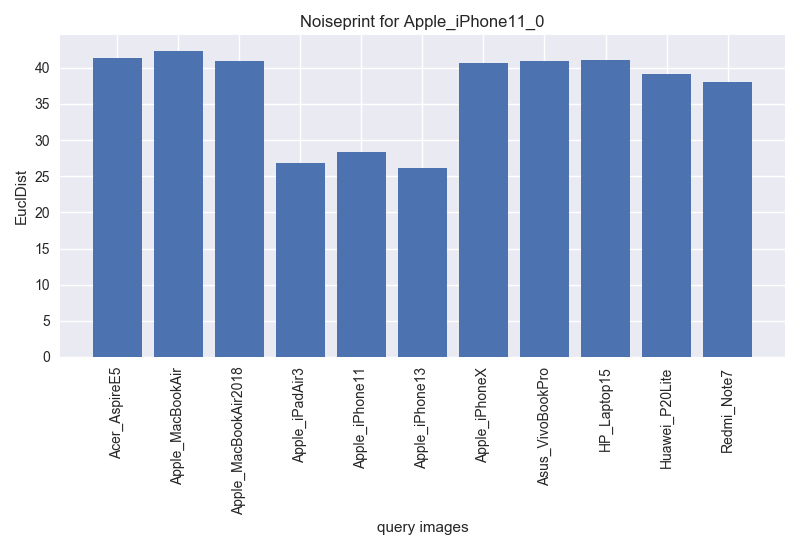 Noiseprint for Apple_iPhone11_0
EuclDist
40
35
30
25
20
15
10
5
0
Acer_AspireE5
Apple_MacBookAir
Apple_MacBookAir2018
Apple_iPadAir3
Apple_iPhone11
Apple_iPhone13
Apple_iPhoneX
Asus_VivoBookPro
HP_Laptop15
Huawei_P20Lite
Redmi_Note7
query images